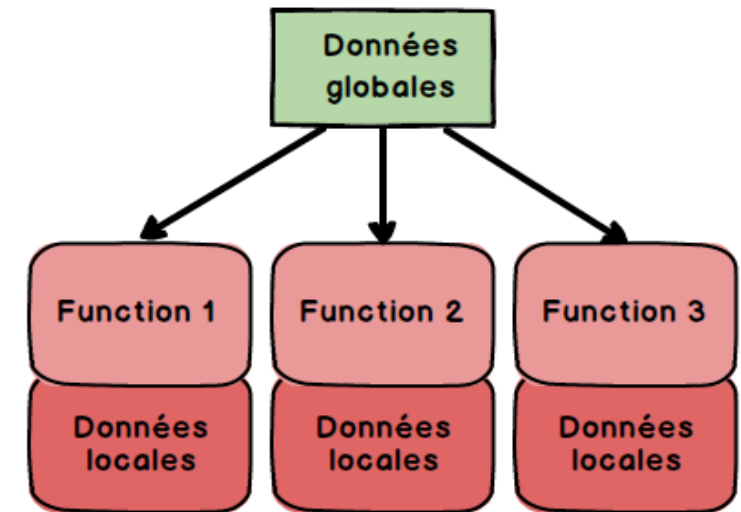 Données
globales
Function 1
Function 2
Function 3
Données
locales
Données
locales
Données
locales